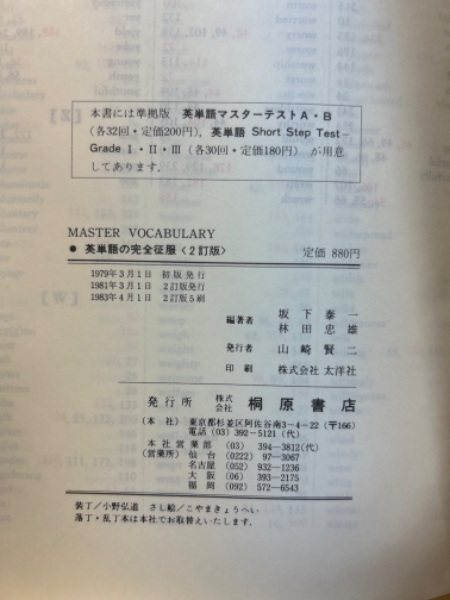 本書には準拠版 英単語マスターテストA・B
(各32回・定価200円), 英単語 Short Step Test–
Grade I・II・III (各30回・定価180円) が用意
してあります.
[Z]
[W]
MASTER VOCABULARY
● 英単語の完全征服〈2訂版〉 定価 880円
1979年3月1日 初版発行
1981年3月1日 2訂版発行
1983年4月1日 2訂版5刷
編著者 坂下泰一
林田忠雄
発行者 山崎賢二
印刷 株式会社 太洋社
発行所 株式会社 桐原書店
(本社) 東京都杉並区阿佐谷南3-4-22 (〒166)
電話 (03) 392-5121 (代)
本社営業部 (03) 394-3812(代)
(営業所) 仙台 (0222) 97-3067
名古屋 (052) 932-1236
大阪 (06) 393-2175
福岡 (092) 572-6543
装丁/小野弘道 さし絵/こやまきょうへい
落丁・乱丁本は本社でお取替えいたします.